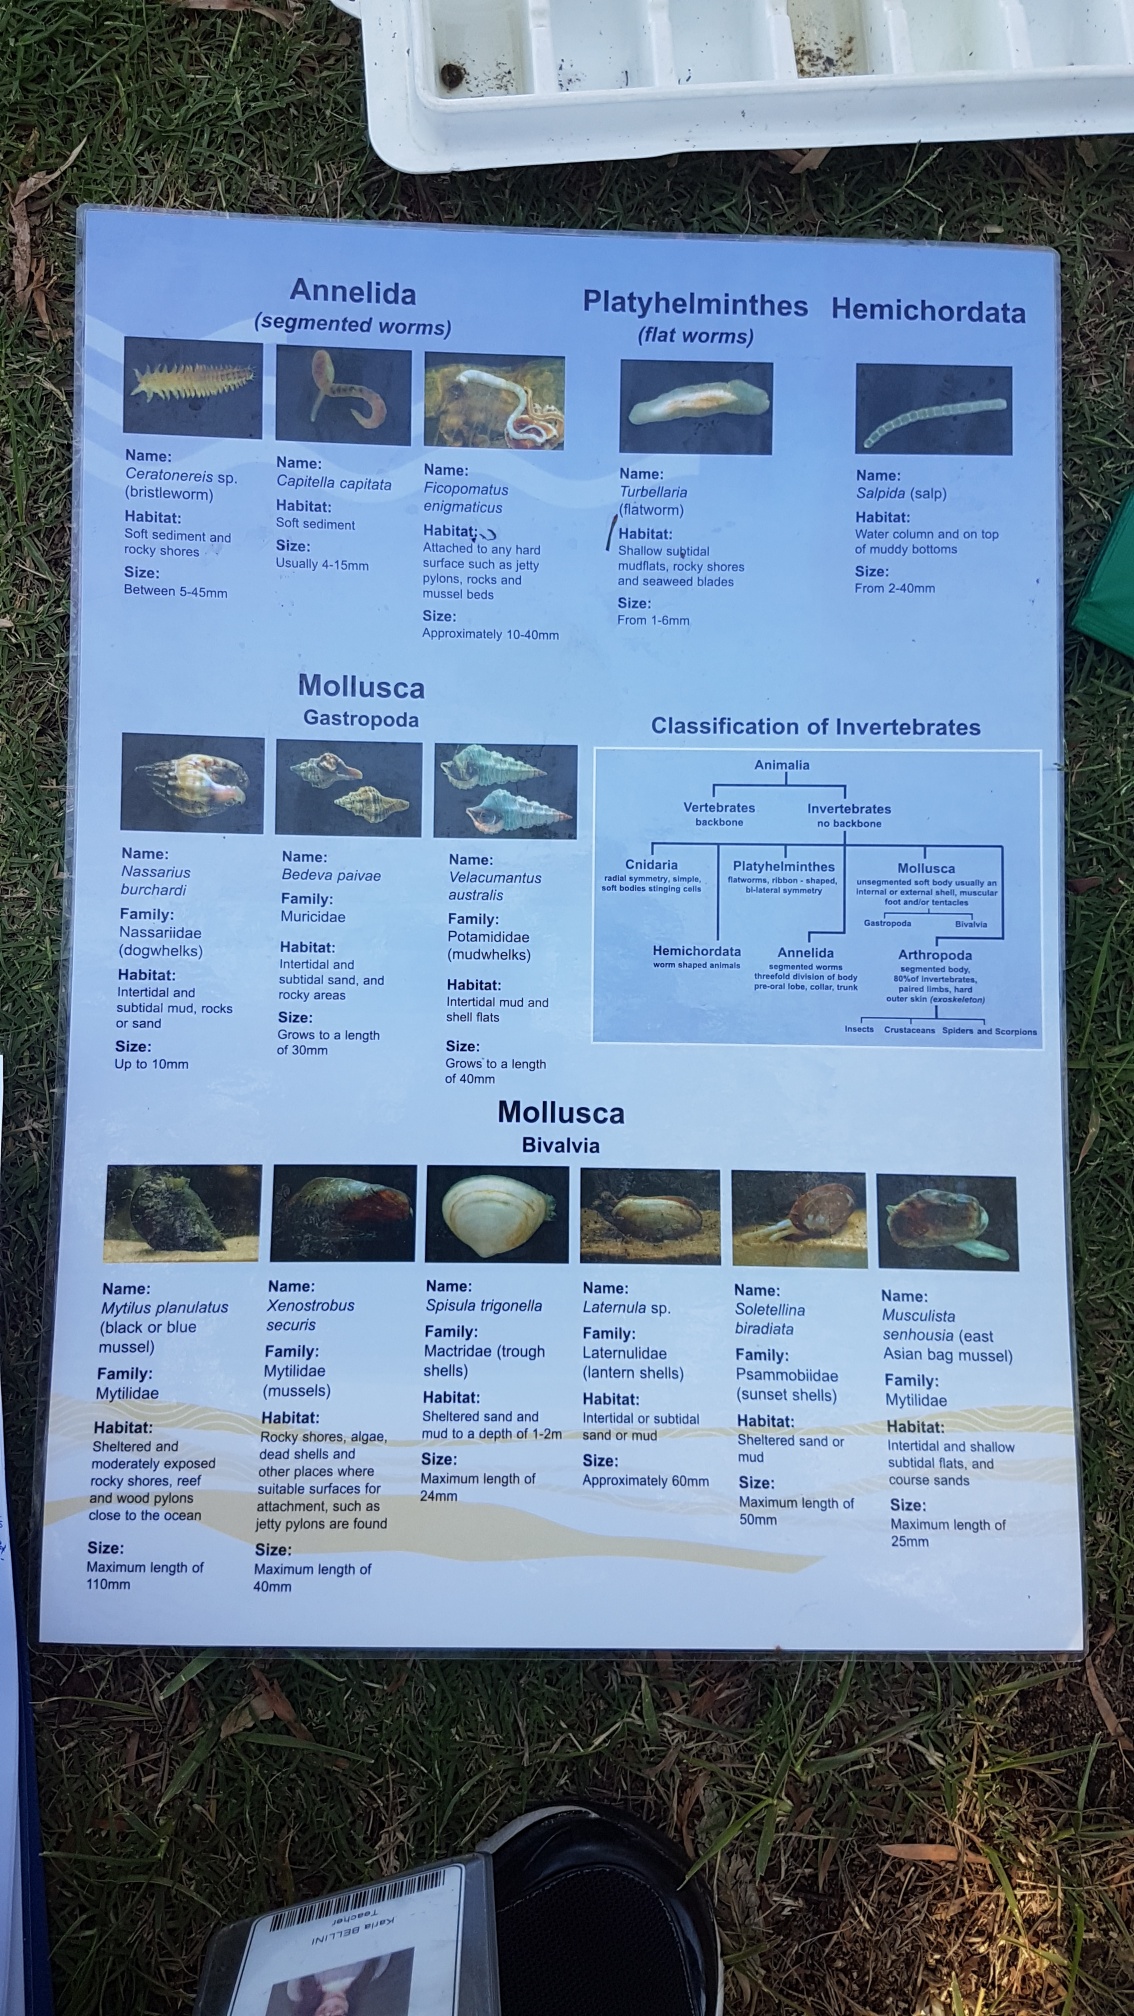 Annelida
(segmented worms)
Name:
Ceratonereis sp.
(bristleworm)
Habitat:
Soft sediment and
rocky shores
Size:
Between 5-45mm
Name:
Capitella capitata
Habitat:
Soft sediment
Size:
Usually 4-15mm
Name:
Ficopomatus
enigmaticus
Habitat:
Attached to any hard
surface such as jetty
pylons, rocks and
mussel beds
Size:
Approximately 10-40mm
Platyhelminthes
(flat worms)
Name:
Turbellaria
(flatworm)
Habitat:
Shallow subtidal
mudflats, rocky shores
and seaweed blades
Size:
From 1-6mm
Hemichordata
Name:
Salpida (salp)
Habitat:
Water column and on top
of muddy bottoms
Size:
From 2-40mm
Mollusca
Gastropoda
Name:
Nassarius
burchardi
Family:
Nassariidae
(dogwhelks)
Habitat:
Intertidal and
subtidal mud, rocks
or sand
Size:
Up to 10mm
Name:
Bedeva paivae
Family:
Muricidae
Habitat:
Intertidal and
subtidal sand, and
rocky areas
Size:
Grows to a length
of 30mm
Name:
Velacumantus
australis
Family:
Potamididae
(mudwhelks)
Habitat:
Intertidal mud and
shell flats
Size:
Grows to a length
of 40mm
Classification of Invertebrates
Animalia
Vertebrates
backbone
Invertebrates
no backbone
Cnidaria
radial symmetry, simple,
soft bodies stinging cells
Platyhelminthes
flatworms, ribbon - shaped,
bi-lateral symmetry
Mollusca
unsegmented soft body usually an
internal or external shell, muscular
foot and/or tentacles
Gastropoda
Bivalvia
Hemichordata
worm shaped animals
Annelida
segmented worms
threefold division of body
pre-oral lobe, collar, trunk
Arthropoda
segmented body,
80%of invertebrates,
paired limbs, hard
outer skin (exoskeleton)
Insects
Crustaceans
Spiders and Scorpions
Mollusca
Bivalvia
Name:
Mytilus planulatus
(black or blue
mussel)
Family:
Mytilidae
Habitat:
Sheltered and
moderately exposed
rocky shores, reef
and wood pylons
close to the ocean
Size:
Maximum length of
110mm
Name:
Xenostrobus
securis
Family:
Mytilidae
(mussels)
Habitat:
Rocky shores, algae,
dead shells and
other places where
suitable surfaces for
attachment, such as
jetty pylons are found
Size:
Maximum length of
40mm
Name:
Spisula trigonella
Family:
Mactridae (trough
shells)
Habitat:
Sheltered sand and
mud to a depth of 1-2m
Size:
Maximum length of
24mm
Name:
Laternula sp.
Family:
Laternulidae
(lantern shells)
Habitat:
Intertidal or subtidal
sand or mud
Size:
Approximately 60mm
Name:
Soletellina
biradiata
Family:
Psammobiidae
(sunset shells)
Habitat:
Sheltered sand or
mud
Size:
Maximum length of
50mm
Name:
Musculista
senhousia (east
Asian bag mussel)
Family:
Mytilidae
Habitat:
Intertidal and shallow
subtidal flats, and
course sands
Size:
Maximum length of
25mm
Karla BELLINI
Teacher